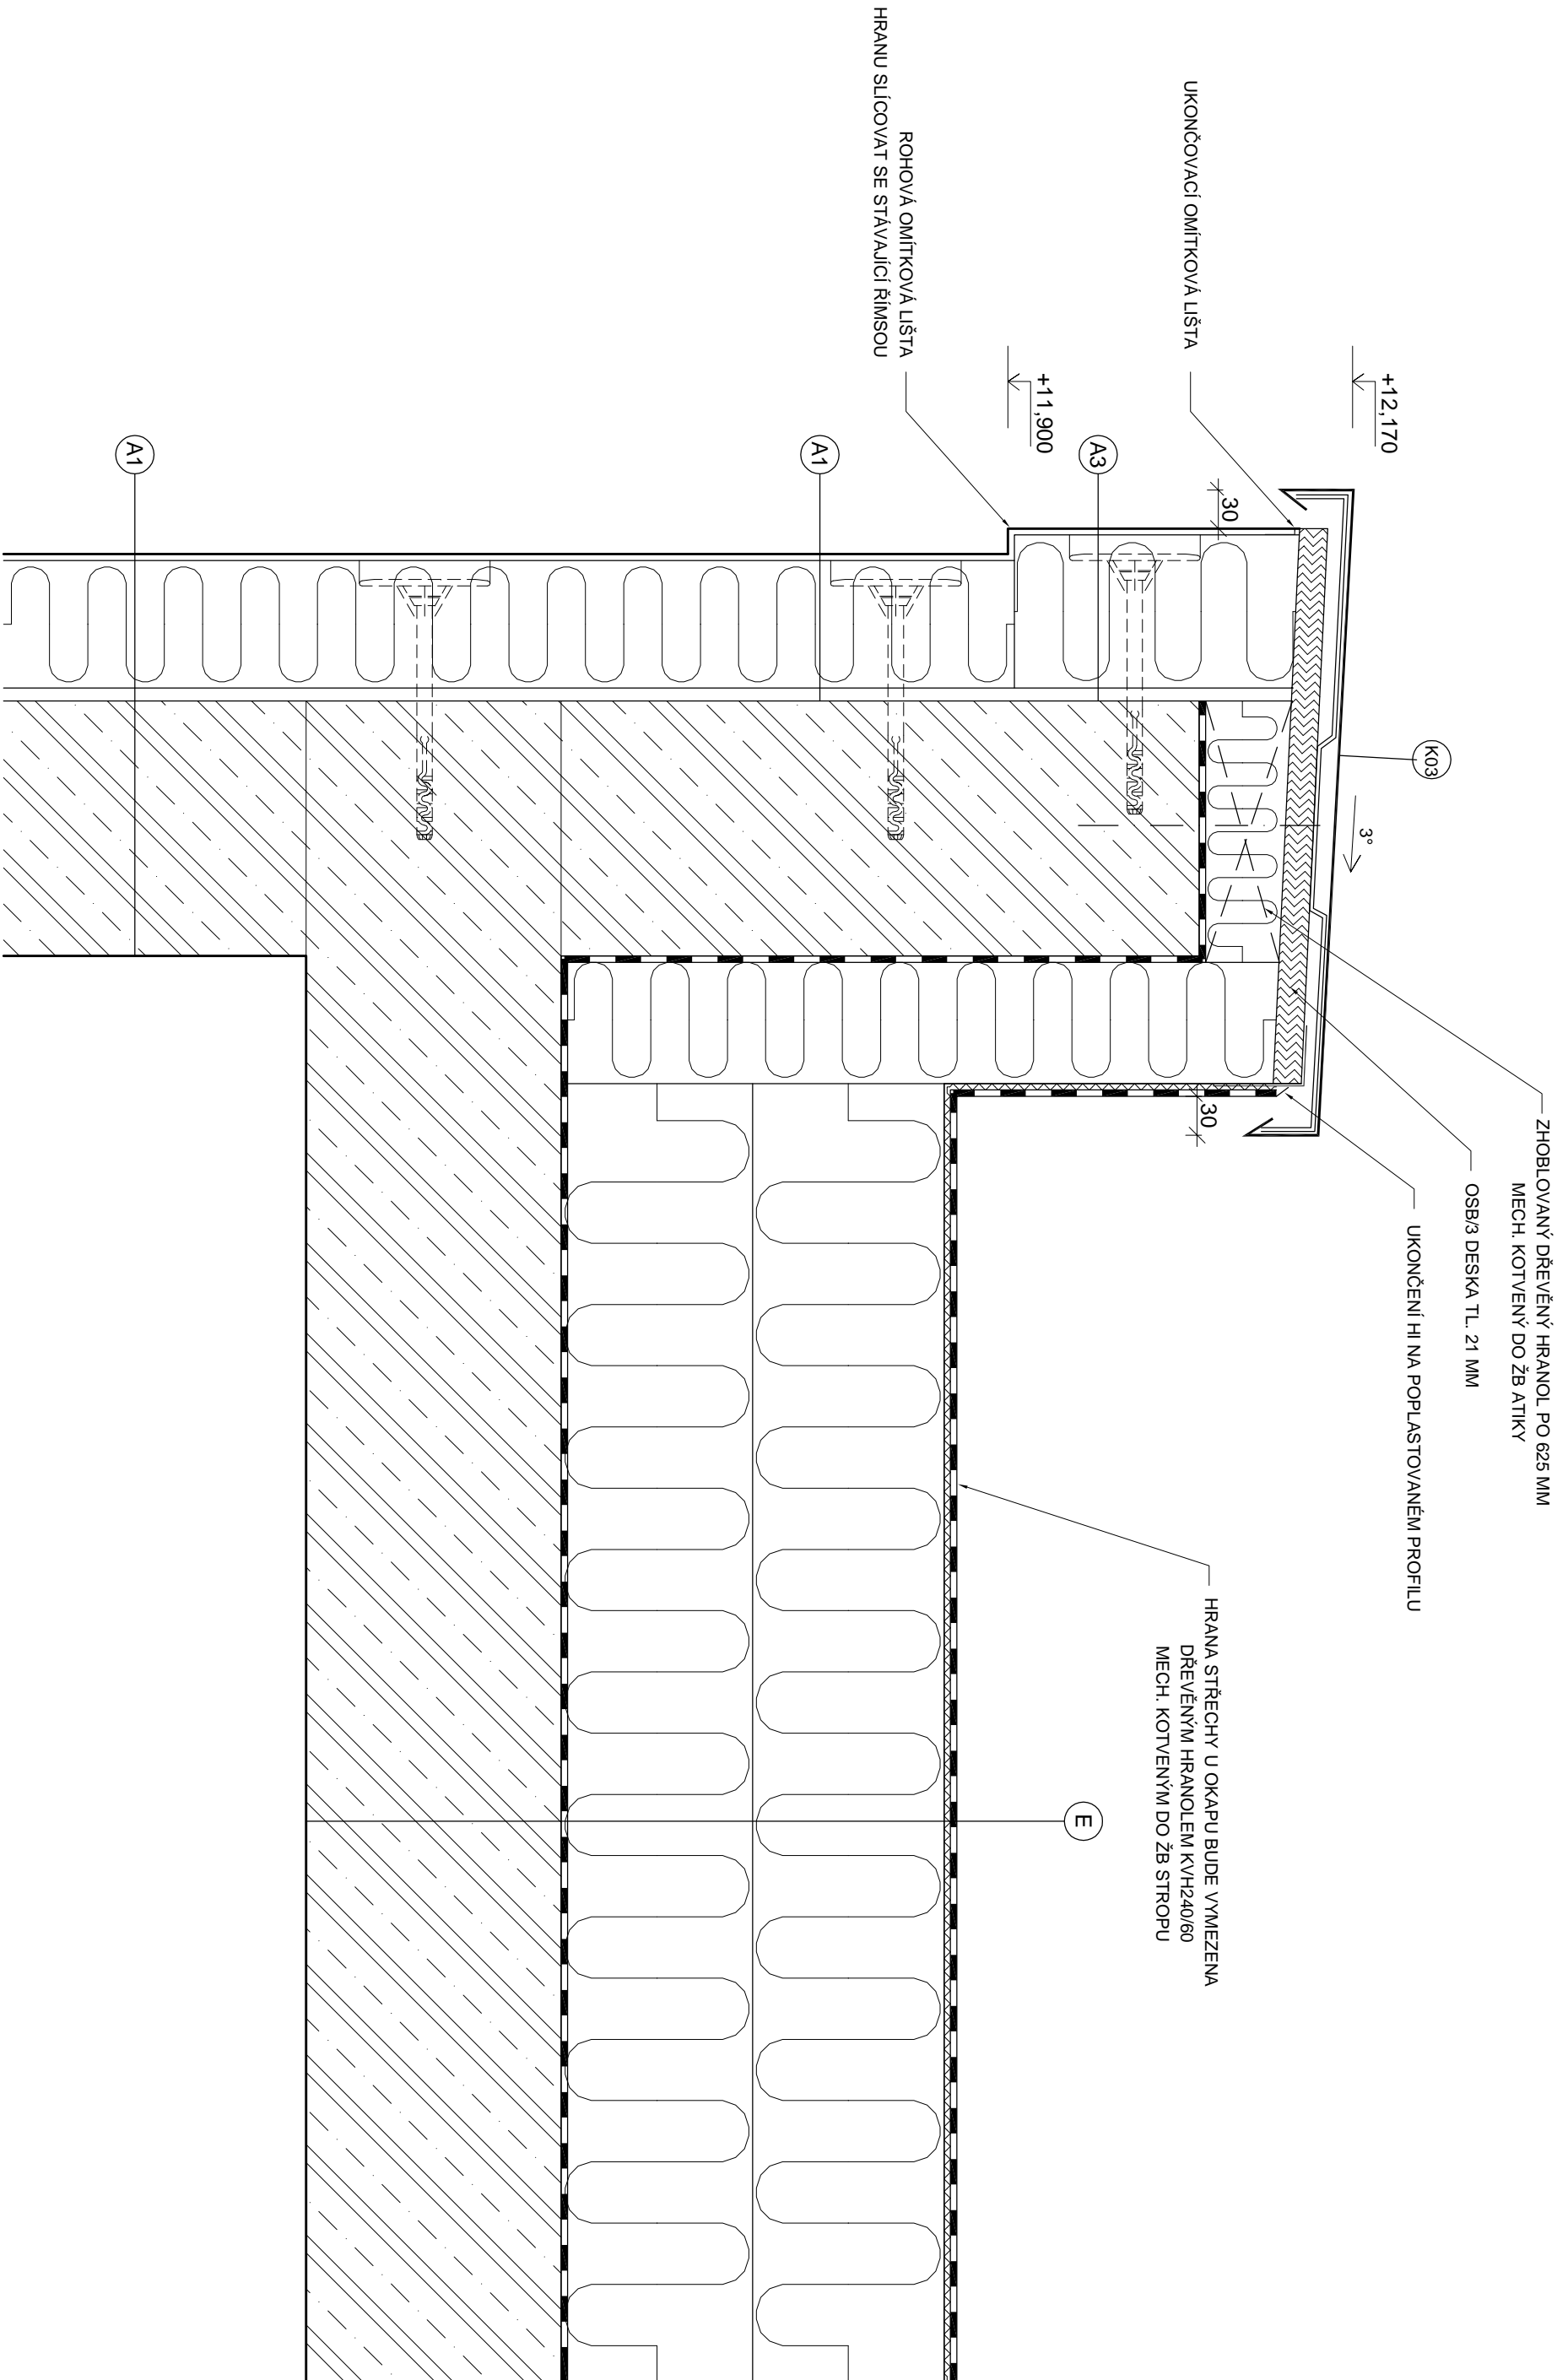 ZHOBLOVANÝ DŘEVĚNÝ HRANOL PO 625 MM
MECH. KOTVENÝ DO ŽB ATIKY
OSB/3 DESKA TL. 21 MM
UKONČENÍ HI NA POPLASTOVANÉM PROFILU
K03
3°
+12,170
UKONČOVACÍ OMÍTKOVÁ LIŠTA
30
30
HRANA STŘECHY U OKAPU BUDE VYMEZENA
DŘEVĚNÝM HRANOLEM KVH240/60
MECH. KOTVENÝM DO ŽB STROPU
A3
E
+11,900
ROHOVÁ OMÍTKOVÁ LIŠTA
HRANU SLÍCOVAT SE STÁVAJÍCÍ ŘÍMSOU
A1
A1